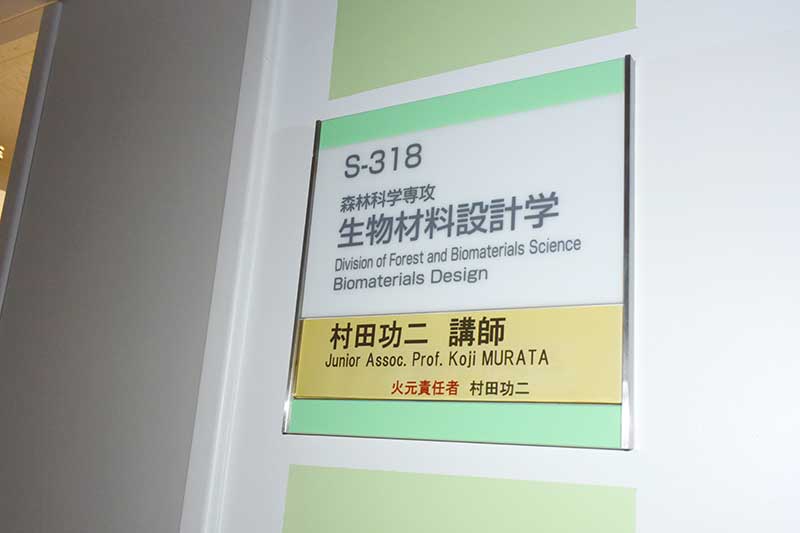 S-318
森林科学専攻
生物材料設計学
Division of Forest and Biomaterials Science
Biomaterials Design
村田功二 講師
Junior Assoc. Prof. Koji MURATA
火元責任者 村田功二